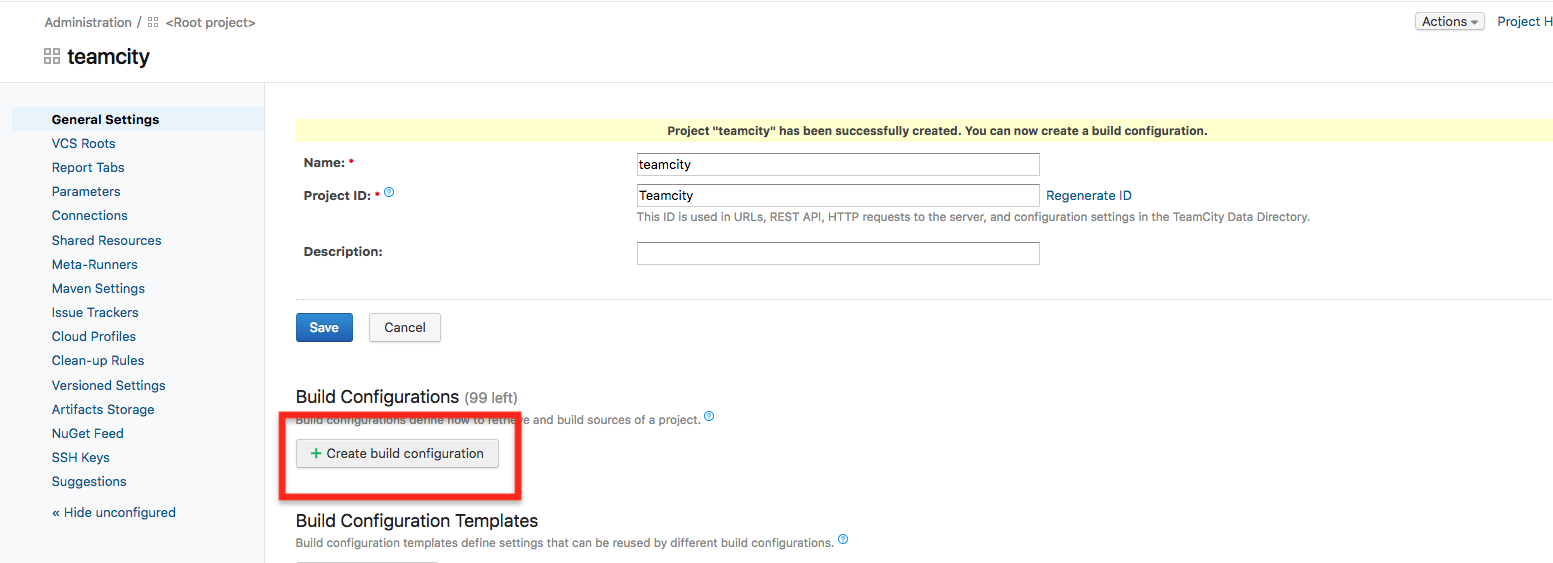 Administration / <Root project>
Actions
Project H
teamcity
General Settings
VCS Roots
Report Tabs
Parameters
Connections
Shared Resources
Meta-Runners
Maven Settings
Issue Trackers
Cloud Profiles
Clean-up Rules
Versioned Settings
Artifacts Storage
NuGet Feed
SSH Keys
Suggestions
« Hide unconfigured
Project "teamcity" has been successfully created. You can now create a build configuration.
Name: *
teamcity
Project ID: *
Teamcity
Regenerate ID
This ID is used in URLs, REST API, HTTP requests to the server, and configuration settings in the TeamCity Data Directory.
Description:
Save
Cancel
Build Configurations (99 left)
Build configurations define how to retrieve and build sources of a project.
+ Create build configuration
Build Configuration Templates
Build configuration templates define settings that can be reused by different build configurations.